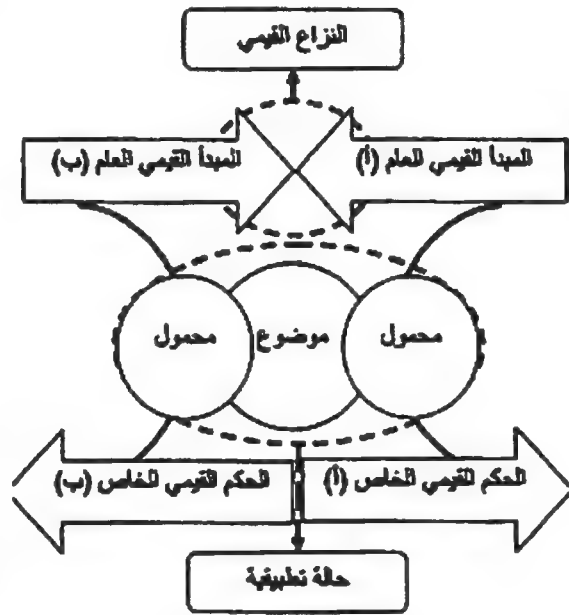 النزاع القيمي
المبدأ القيمي العام (أ)
المبدأ القيمي العام (ب)
محمول
موضوع
محمول
الحكم القيمي الخاص (أ)
الحكم القيمي الخاص (ب)
حالة تطبيقية